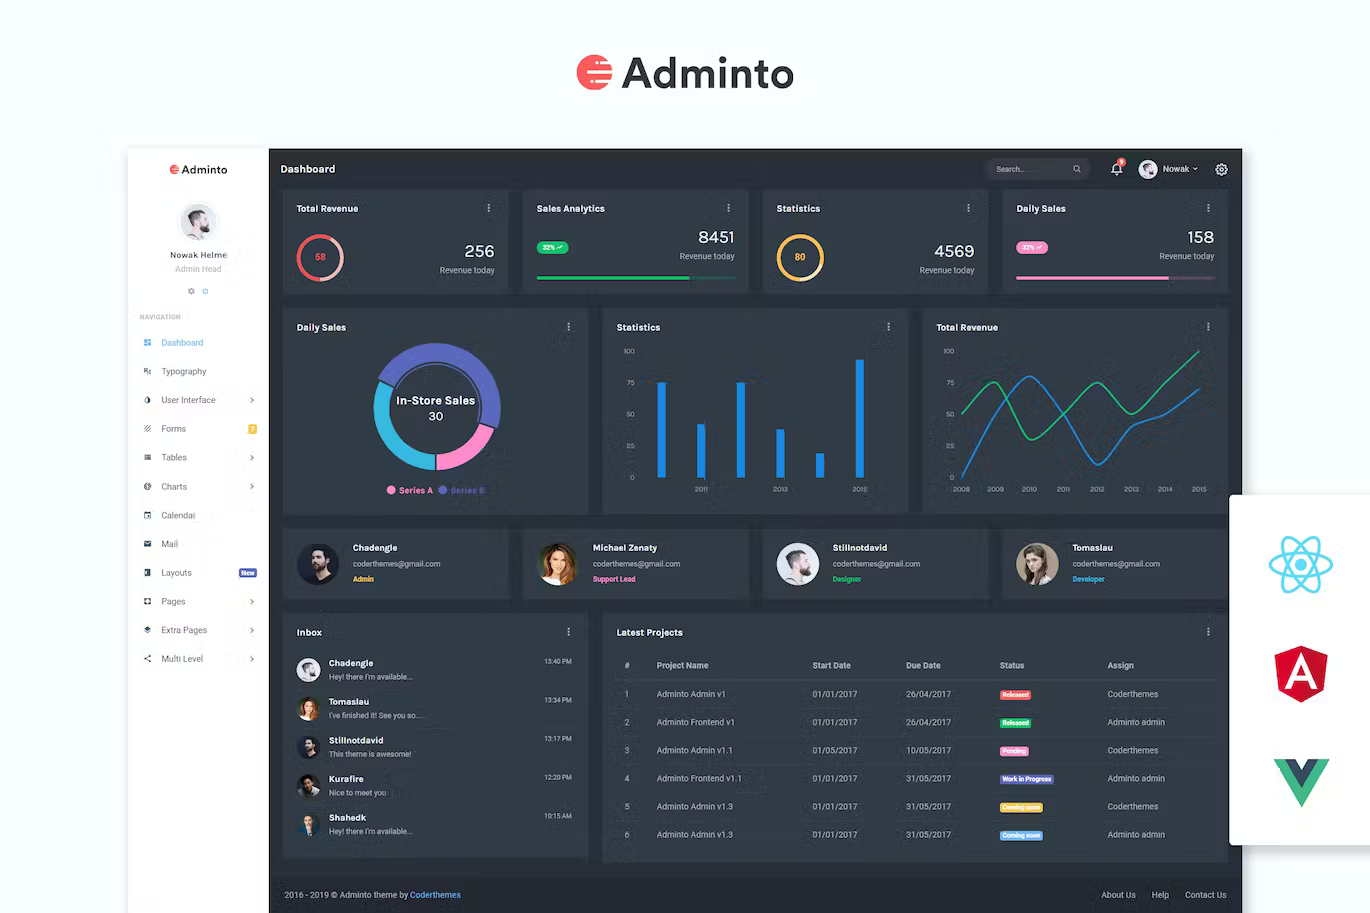 Adminto
Adminto
Nowak Helme
Admin Head
NAVIGATION
Dashboard
Typography
User Interface
Forms 7
Tables
Charts
Calendar
Mail
Layouts New
Pages
Extra Pages
Multi Level
Dashboard
Search...
9
Nowak
Total Revenue
58
256
Revenue today
Sales Analytics
32%
8451
Revenue today
Statistics
80
4569
Revenue today
Daily Sales
32%
158
Revenue today
Daily Sales
In-Store Sales
30
Series A Series B
Statistics
100
75
50
25
0
2011 2013 2015
Total Revenue
100
75
50
25
0
2008 2009 2010 2011 2012 2013 2014 2015
Chadengle
coderthemes@gmail.com
Admin
Michael Zenaty
coderthemes@gmail.com
Support Lead
Stillnotdavid
coderthemes@gmail.com
Designer
Tomaslau
coderthemes@gmail.com
Developer
Inbox
Chadengle 13:40 PM
Hey! there I'm available...
Tomaslau 13:34 PM
I've finished it! See you so.....
Stillnotdavid 13:17 PM
This theme is awesome!
Kurafire 12:20 PM
Nice to meet you
Shahedk 10:15 AM
Hey! there I'm available...
Latest Projects
# Project Name Start Date Due Date Status Assign
1 Adminto Admin v1 01/01/2017 26/04/2017 Released Coderthemes
2 Adminto Frontend v1 01/01/2017 26/04/2017 Released Adminto admin
3 Adminto Admin v1.1 01/05/2017 10/05/2017 Pending Coderthemes
4 Adminto Frontend v1.1 01/01/2017 31/05/2017 Work in Progress Adminto admin
5 Adminto Admin v1.3 01/01/2017 31/05/2017 Coming soon Coderthemes
6 Adminto Admin v1.3 01/01/2017 31/05/2017 Coming soon Adminto admin
2016 - 2019 © Adminto theme by Coderthemes
About Us Help Contact Us